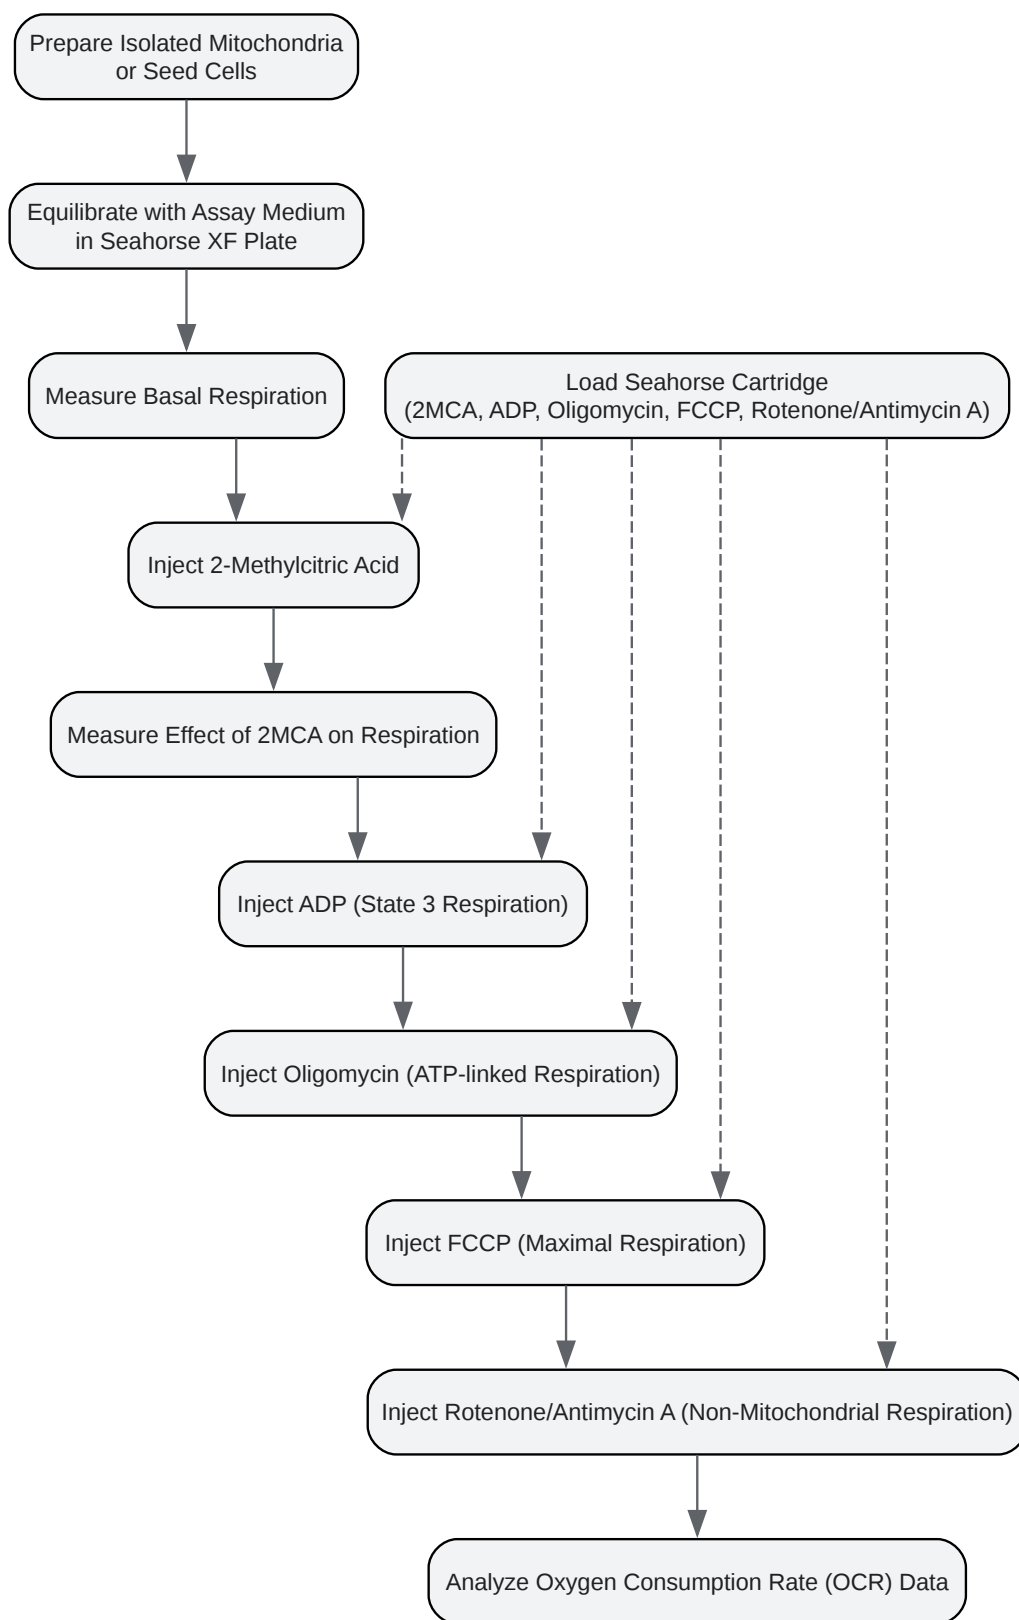 Prepare Isolated Mitochondria
or Seed Cells
Equilibrate with Assay Medium
in Seahorse XF Plate
Measure Basal Respiration
Load Seahorse Cartridge
(2MCA, ADP, Oligomycin, FCCP, Rotenone/Antimycin A)
Inject 2-Methylcitric Acid
Measure Effect of 2MCA on Respiration
Inject ADP (State 3 Respiration)
Inject Oligomycin (ATP-linked Respiration)
Inject FCCP (Maximal Respiration)
Inject Rotenone/Antimycin A (Non-Mitochondrial Respiration)
Analyze Oxygen Consumption Rate (OCR) Data